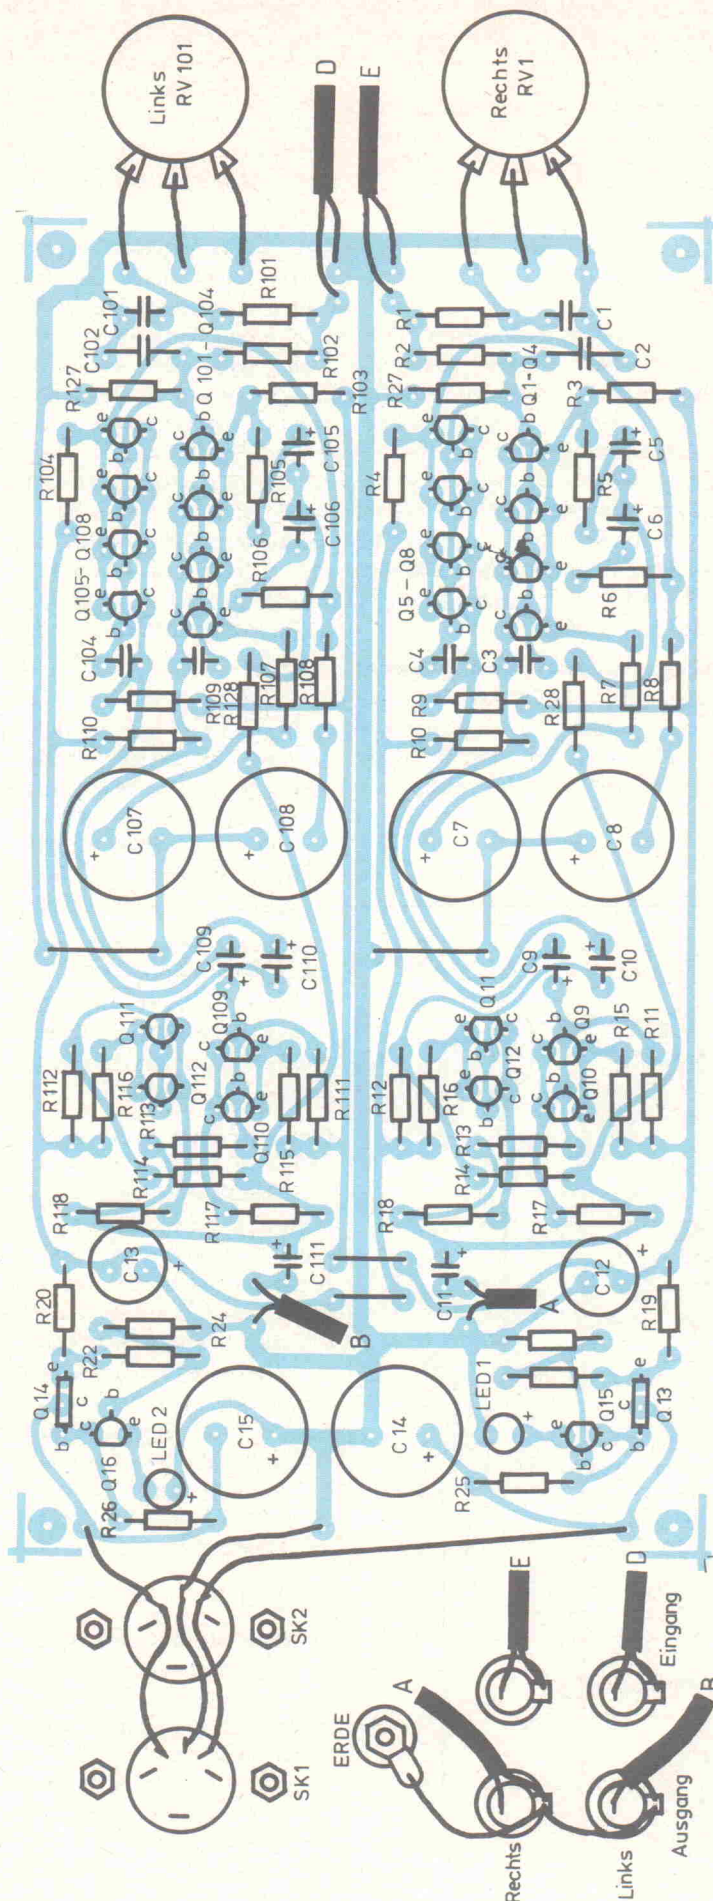 Links
RV 101
D
E
Rechts
RV1
C101
C102
R127
Q101 - Q104
R101
R102
R103
R104
Q105 - Q108
R105
C105
C106
R106
C104
R110
R109
R128
R107
R108
R1
R2
R27
Q1 - Q4
C1
C2
R3
R4
Q5 - Q8
R5
C5
C6
R6
C4
C3
R9
R10
R28
R7
R8
+
C107
+
C108
+
C7
+
C8
C109
C110
Q111
Q109
R112
R116
Q112
R113
R114
Q110
R111
R115
R118
R117
C9
C10
Q11
Q9
R15
R11
R12
R16
Q12
Q10
R13
R14
R18
R17
C13
+
C111
C11
C12
+
R20
R22
R24
B
A
R19
Q14
Q16
LED 2
R26
C15
+
C14
+
LED 1
R25
Q15
Q13
SK2
SK1
ERDE
A
E
D
Eingang
B
Ausgang
Rechts
Links